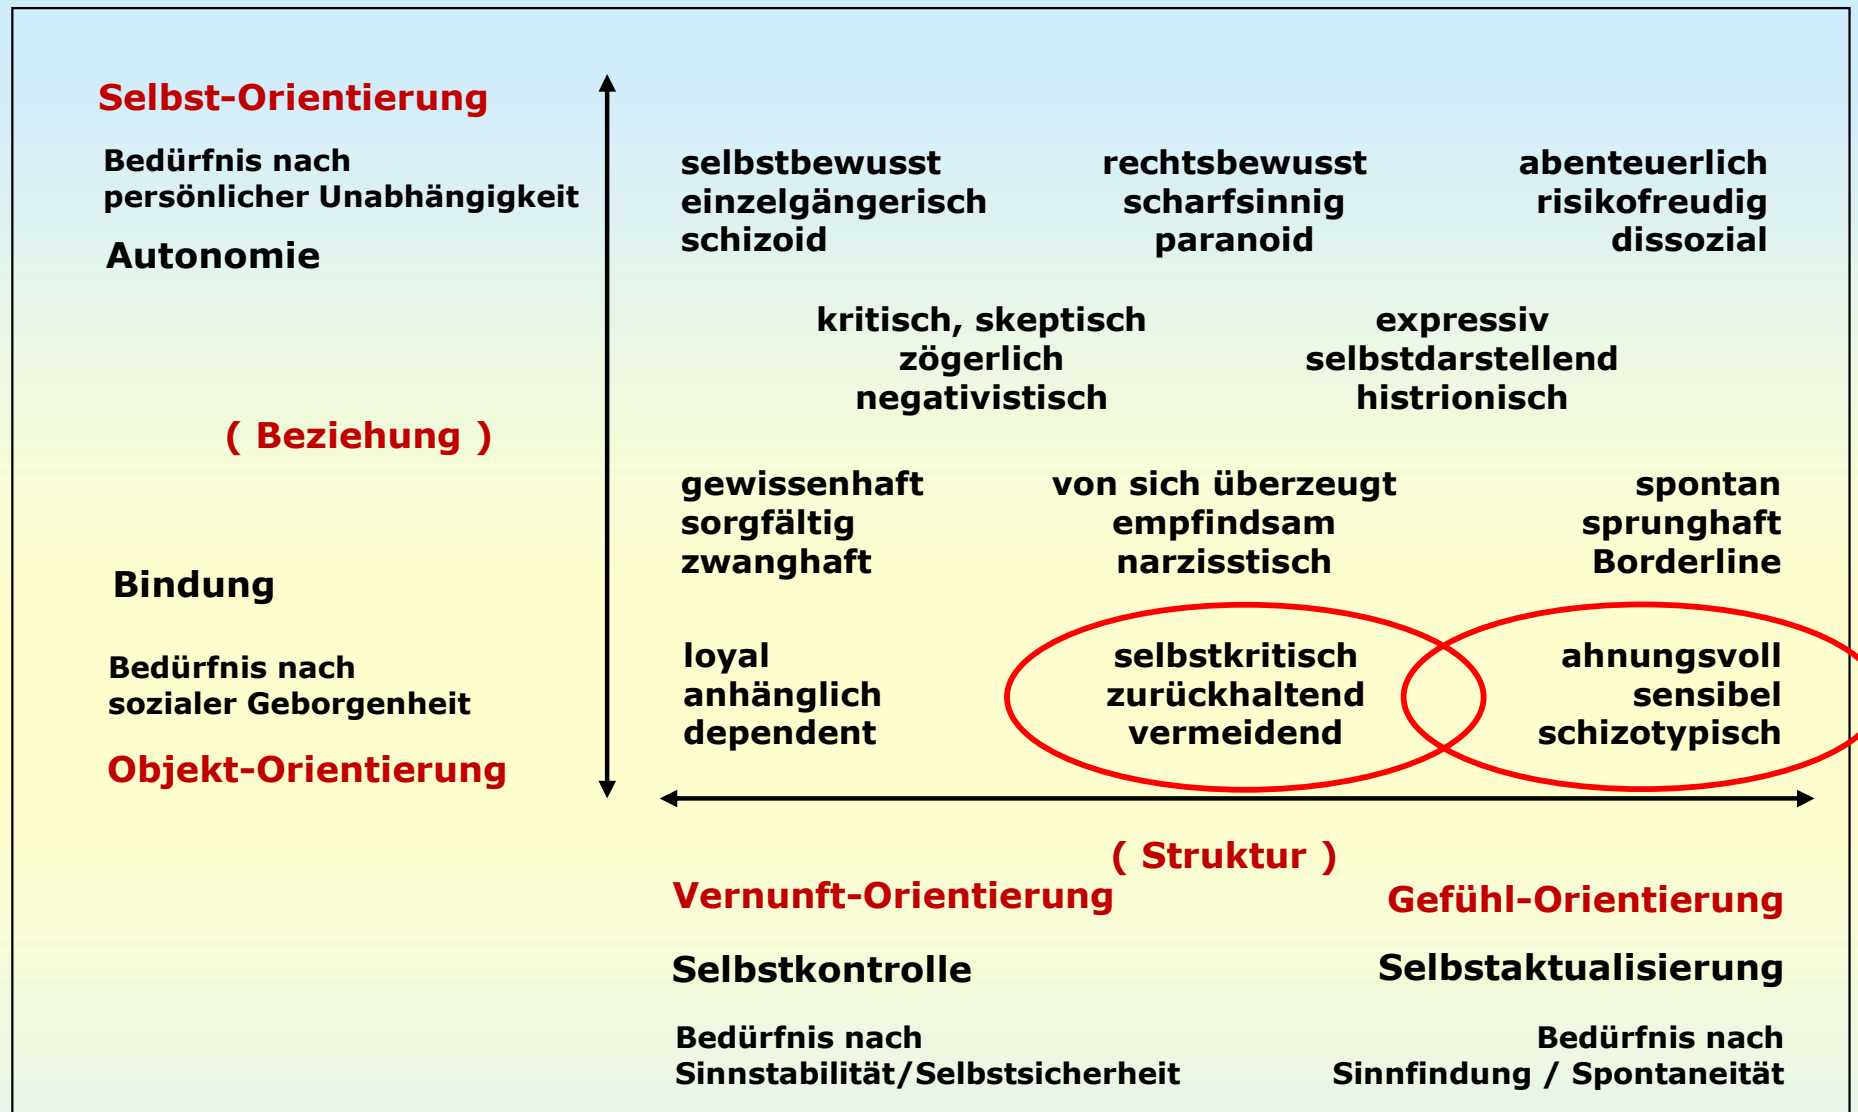 Selbst-Orientierung
Bedürfnis nach
persönlicher Unabhängigkeit
Autonomie
( Beziehung )
Bindung
Bedürfnis nach
sozialer Geborgenheit
Objekt-Orientierung
selbstbewusst
einzelgängerisch
schizoid
rechtsbewusst
scharfsinnig
paranoid
abenteuerlich
risikofreudig
dissozial
kritisch, skeptisch
zögerlich
negativistisch
expressiv
selbstdarstellend
histrionisch
gewissenhaft
sorgfältig
zwanghaft
von sich überzeugt
empfindsam
narzisstisch
spontan
sprunghaft
Borderline
loyal
anhänglich
dependent
selbstkritisch
zurückhaltend
vermeidend
ahnungsvoll
sensibel
schizotypisch
( Struktur )
Vernunft-Orientierung
Selbstkontrolle
Bedürfnis nach
Sinnstabilität/Selbstsicherheit
Gefühl-Orientierung
Selbstaktualisierung
Bedürfnis nach
Sinnfindung / Spontaneität